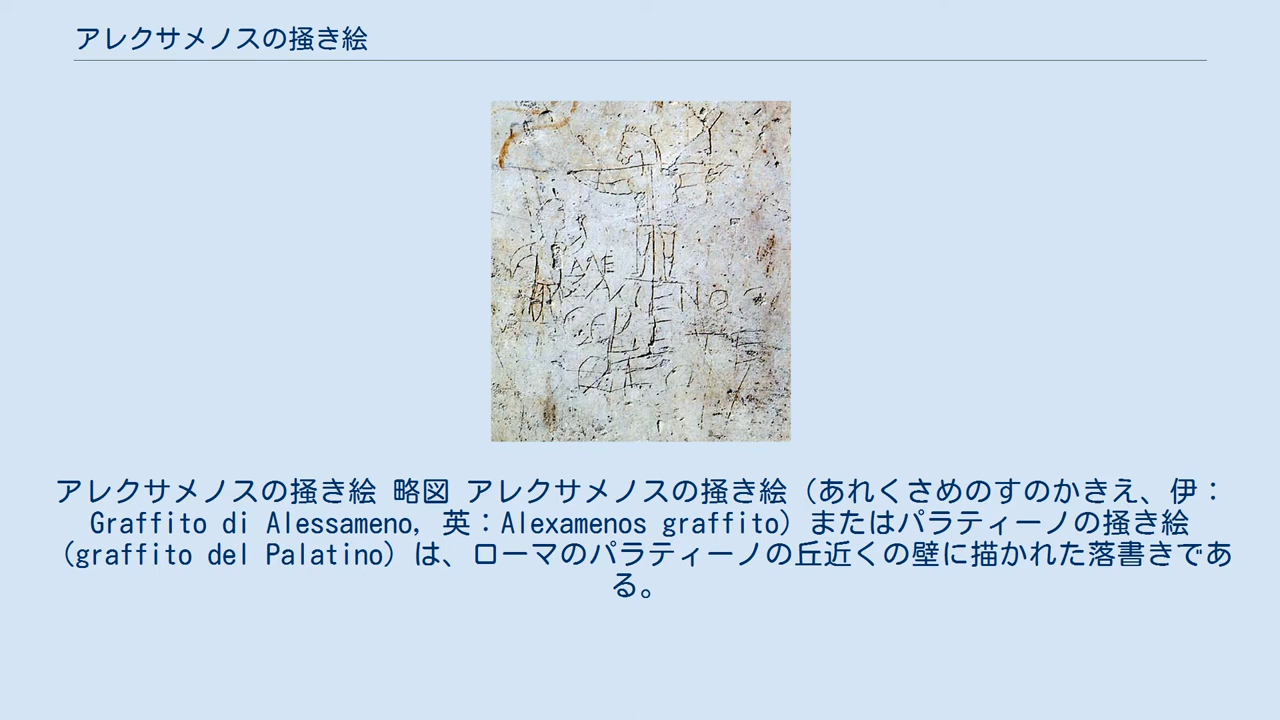 アレクサメノスの掻き絵
アレクサメノスの掻き絵 略図 アレクサメノスの掻き絵（あれくさめのすのかきえ、伊：
Graffito di Alessameno, 英：Alexamenos graffito）またはパラティーノの掻き絵
（graffito del Palatino）は、ローマのパラティーノの丘近くの壁に描かれた落書きであ
る。